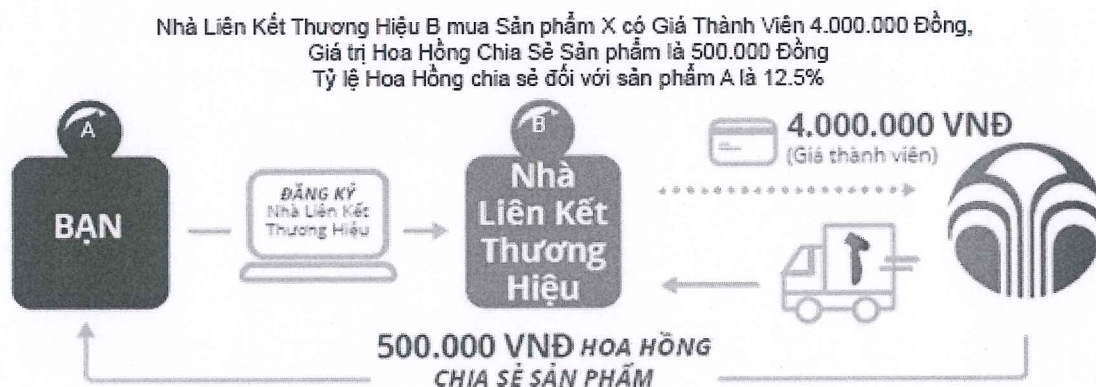 Nhà Liên Kết Thương Hiệu B mua Sản phẩm X có Giá Thành Viên 4.000.000 Đồng,
Giá trị Hoa Hồng Chia Sẻ Sản phẩm là 500.000 Đồng
Tỷ lệ Hoa Hồng chia sẻ đối với sản phẩm A là 12.5%
A
BẠN
ĐĂNG KÝ
Nhà Liên Kết
Thương Hiệu
B
Nhà
Liên Kết
Thương
Hiệu
4.000.000 VNĐ
(Giá thành viên)
500.000 VNĐ HOA HỒNG
CHIA SẺ SẢN PHẨM